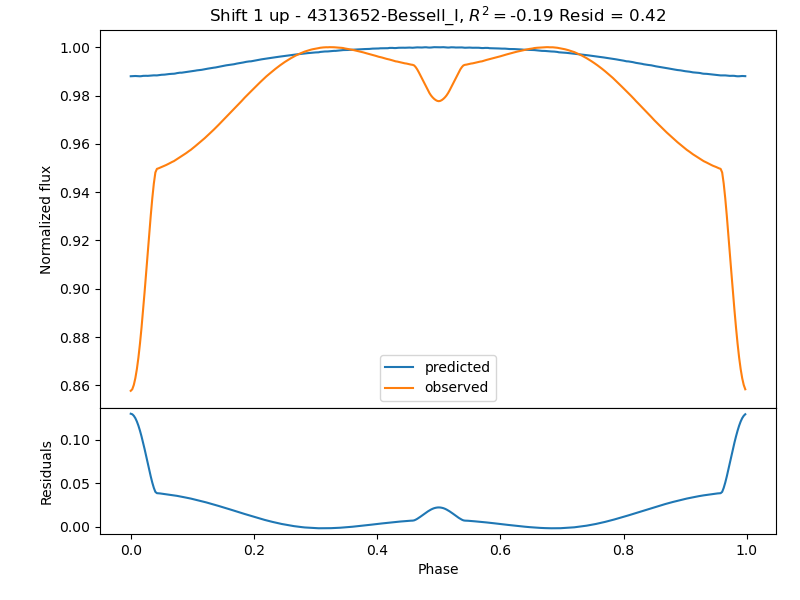 Shift 1 up - 4313652-Bessell_I, $R^2 =$-0.19 Resid = 0.42
1.00
0.98
0.96
0.94
0.92
0.90
0.88
0.86
Normalized flux
predicted
observed
0.10
0.05
0.00
Residuals
0.0 0.2 0.4 0.6 0.8 1.0
Phase